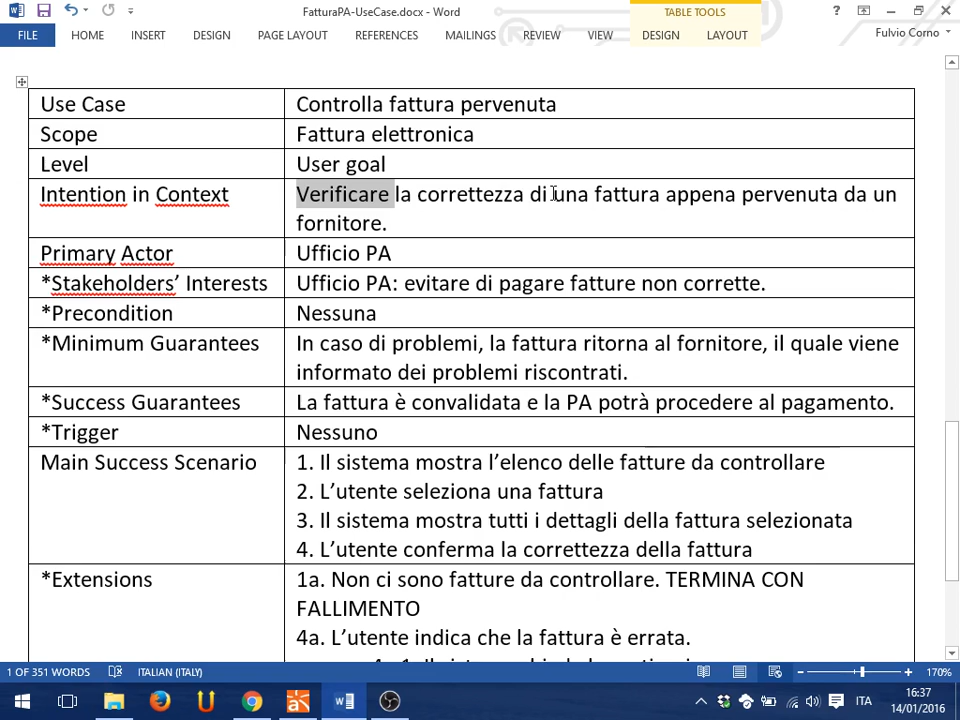 FatturaPA-UseCase.docx - Word
TABLE TOOLS
?
FILE HOME INSERT DESIGN PAGE LAYOUT REFERENCES MAILINGS REVIEW VIEW DESIGN LAYOUT Fulvio Corno
Use Case Controlla fattura pervenuta
Scope Fattura elettronica
Level User goal
Intention in Context Verificare la correttezza di una fattura appena pervenuta da un
fornitore.
Primary Actor Ufficio PA
*Stakeholders’ Interests Ufficio PA: evitare di pagare fatture non corrette.
*Precondition Nessuna
*Minimum Guarantees In caso di problemi, la fattura ritorna al fornitore, il quale viene
informato dei problemi riscontrati.
*Success Guarantees La fattura è convalidata e la PA potrà procedere al pagamento.
*Trigger Nessuno
Main Success Scenario 1. Il sistema mostra l’elenco delle fatture da controllare
2. L’utente seleziona una fattura
3. Il sistema mostra tutti i dettagli della fattura selezionata
4. L’utente conferma la correttezza della fattura
*Extensions 1a. Non ci sono fatture da controllare. TERMINA CON
FALLIMENTO
4a. L’utente indica che la fattura è errata.
1 OF 351 WORDS ITALIAN (ITALY) 170%
ITA
16:37
14/01/2016